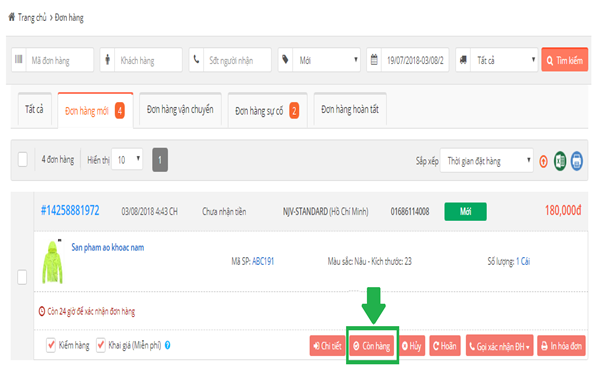 Trang chủ > Đơn hàng
Mã đơn hàng Khách hàng Sđt người nhận Mới 19/07/2018-03/08/2 Tất cả Tìm kiếm
Tất cả Đơn hàng mới 4 Đơn hàng vận chuyển Đơn hàng sự cố 2 Đơn hàng hoàn tất
4 đơn hàng Hiển thị 10 1 Sắp xếp Thời gian đặt hàng
#14258881972 03/08/2018 4:43 CH Chưa nhận tiền NJV-STANDARD (Hồ Chí Minh) 01686114008 Mới 180,000đ
San pham ao khoac nam
Mã SP: ABC191 Màu sắc: Nâu - Kích thước: 23 Số lượng: 1 Cái
Còn 24 giờ để xác nhận đơn hàng
Kiểm hàng Khai giá (Miễn phí) Chi tiết Còn hàng Hủy Hoãn Gọi xác nhận ĐH In hóa đơn